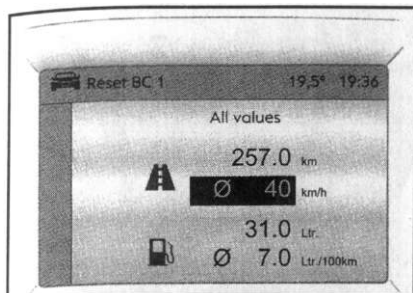 Reset BC 1 19,5° 19:36
All values
257.0 km
Ø 40 km/h
31.0 Ltr.
Ø 7.0 Ltr./100km